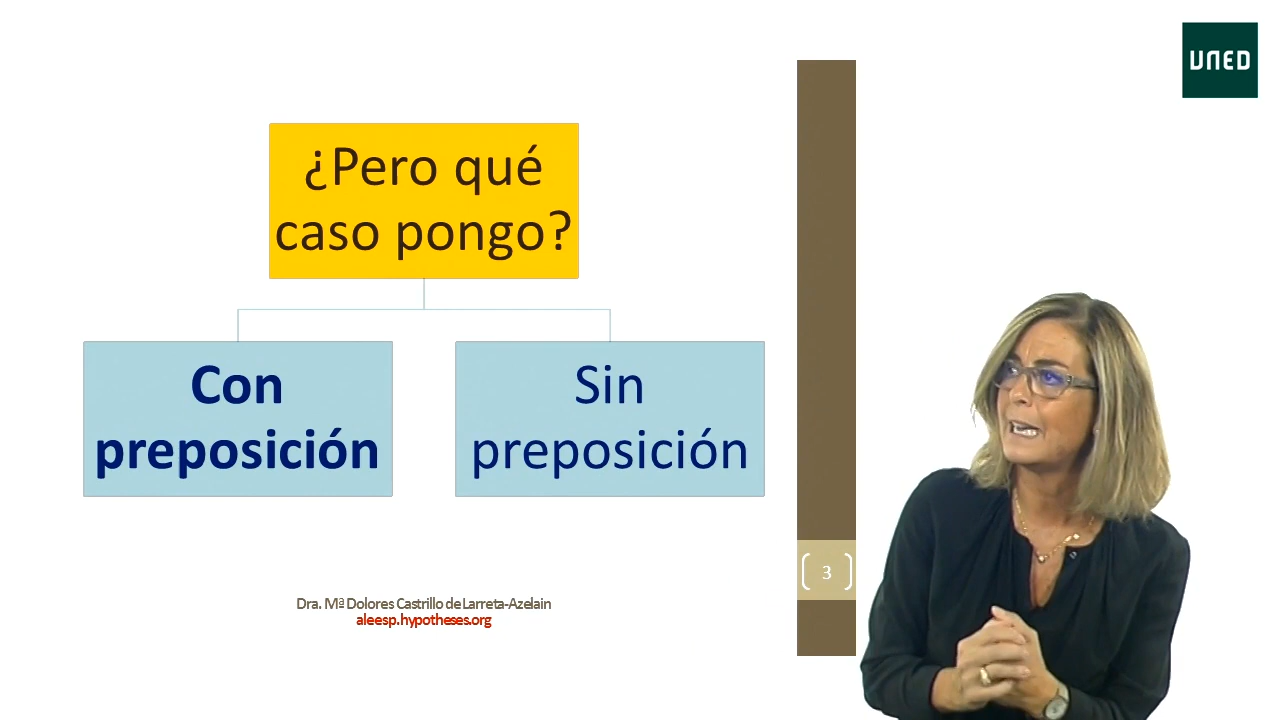 UNED
¿Pero qué
caso pongo?
Con
preposición
Sin
preposición
3
Dra. Mª Dolores Castrillo de Larreta-Azelain
aleesp.hypotheses.org